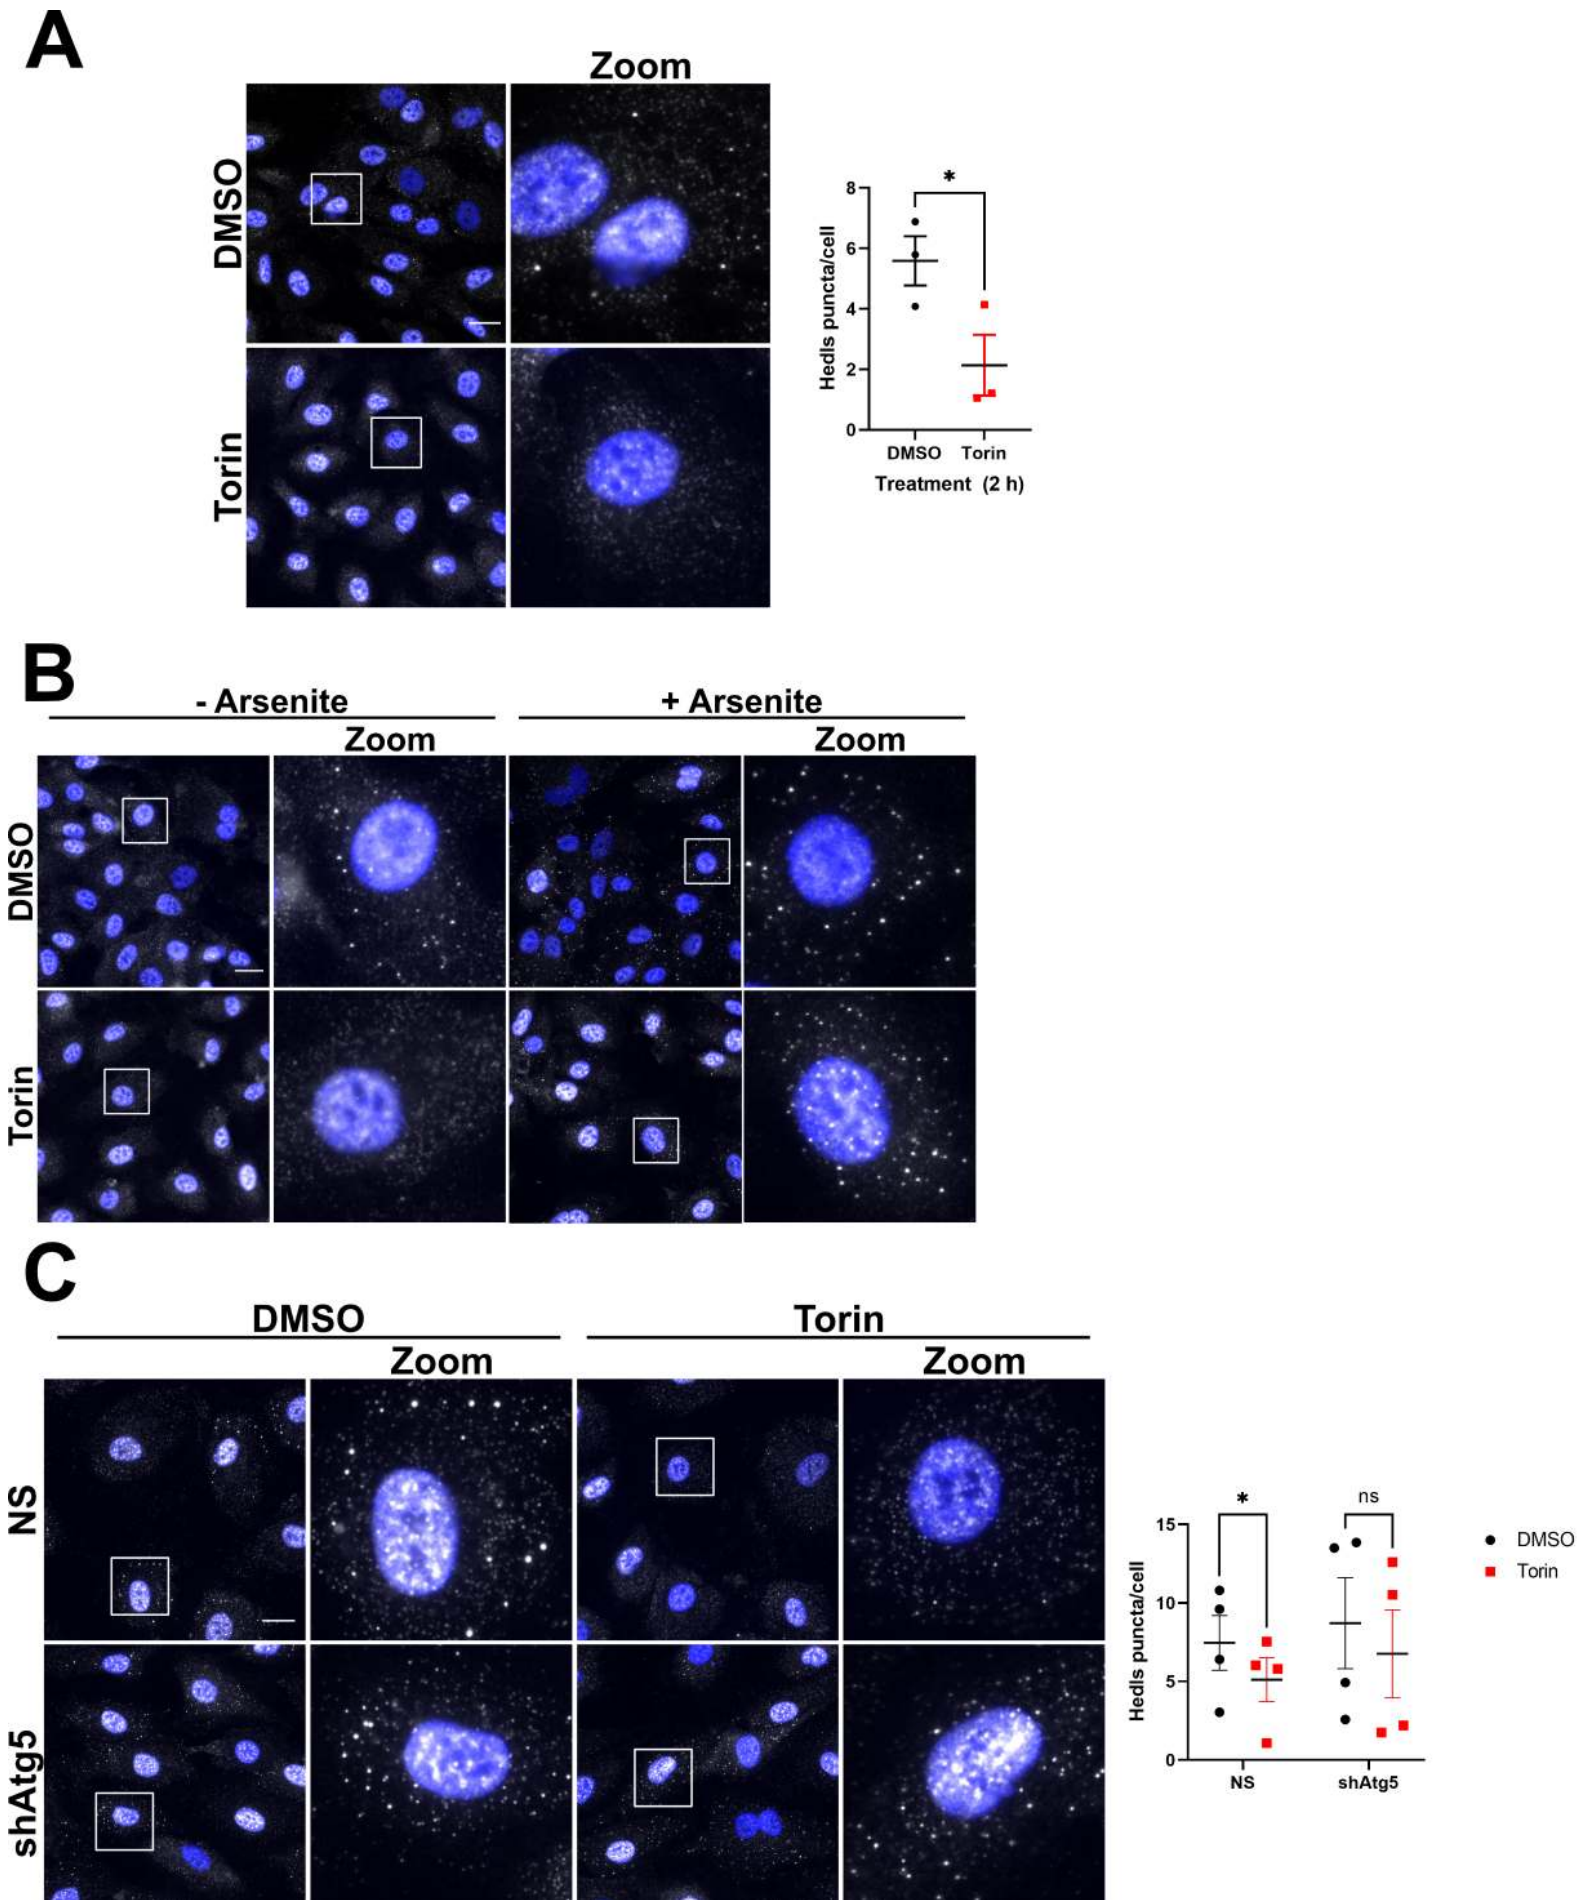 A
Zoom
DMSO
Torin
*
Hedls puncta/cell
8
6
4
2
0
DMSO Torin
Treatment (2 h)
B
- Arsenite + Arsenite
Zoom Zoom
DMSO
Torin
C
DMSO Torin
Zoom Zoom
NS
shAtg5
* ns
Hedls puncta/cell
15
10
5
0
NS shAtg5
DMSO
Torin